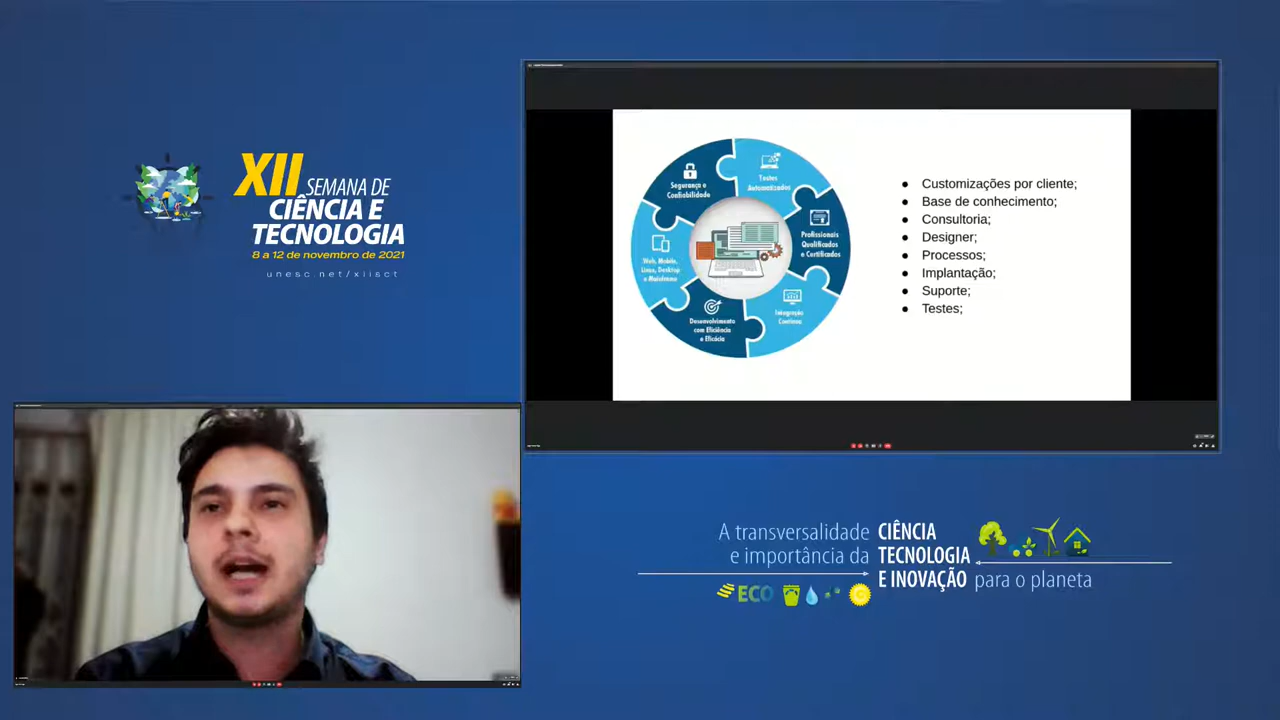 XII SEMANA DE
CIÊNCIA E
TECNOLOGIA
8 a 12 de novembro de 2021
unesc.net/xiisct
Segurança e
Confiabilidade
Testes
Automatizados
Profissionais
Qualificados
e Certificados
Integração
Contínua
Desenvolvimento
com Eficiência
e Eficácia
Web, Mobile,
Linux, Desktop
e Mainframe
● Customizações por cliente;
● Base de conhecimento;
● Consultoria;
● Designer;
● Processos;
● Implantação;
● Suporte;
● Testes;
A transversalidade
e importância da
CIÊNCIA
TECNOLOGIA
E INOVAÇÃO para o planeta
ECO